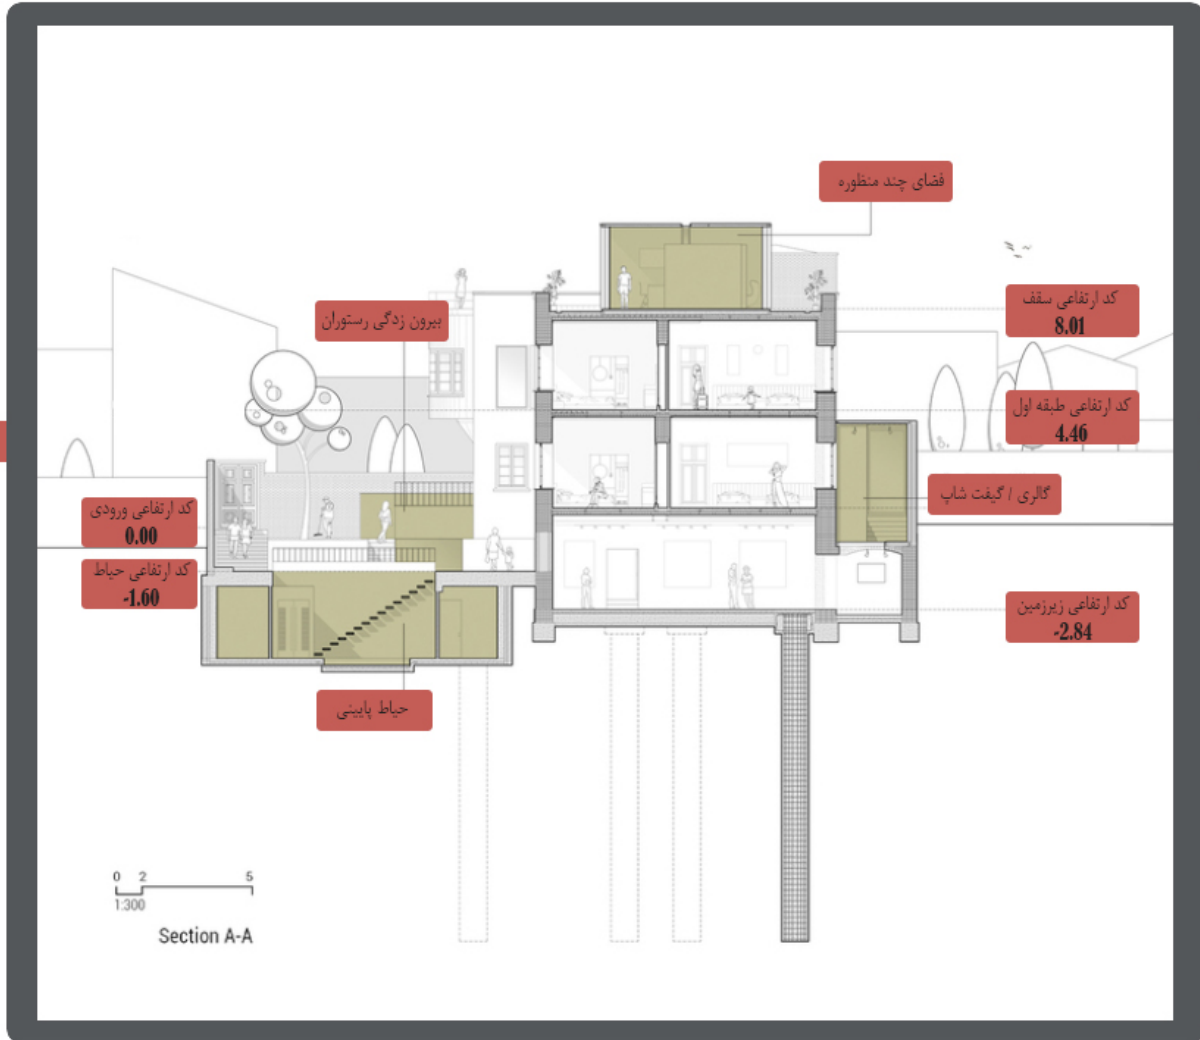 فضای چند منظوره
کد ارتفاعی سقف
8.01
بیرون زدگی رستوران
کد ارتفاعی طبقه اول
4.46
گالری / گیفت شاپ
کد ارتفاعی ورودی
0.00
کد ارتفاعی حیاط
-1.60
کد ارتفاعی زیرزمین
-2.84
حیاط پایینی
0 2 5
1:300
Section A-A